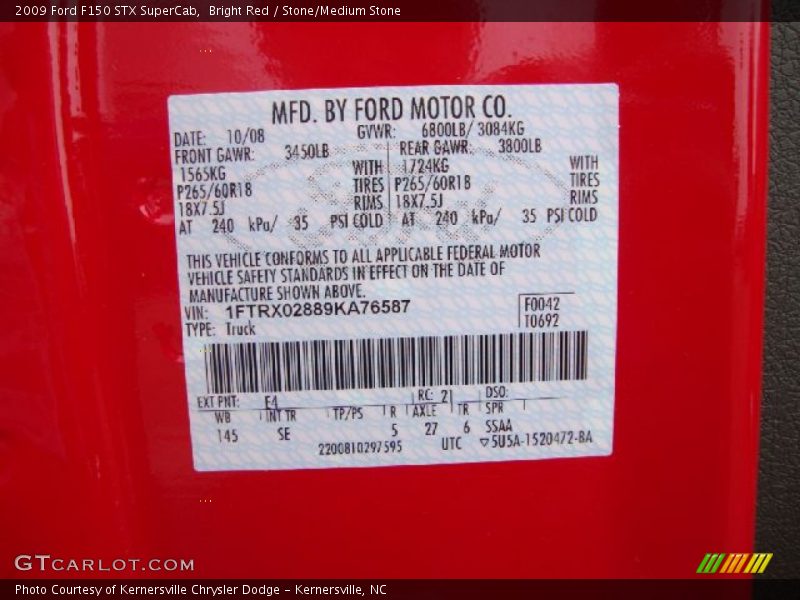 2009 Ford F150 STX SuperCab,  Bright Red / Stone/Medium Stone
MFD. BY FORD MOTOR CO.
DATE: 10/08 GVWR: 6800LB/ 3084KG
FRONT GAWR: 3450LB REAR GAWR: 3800LB
1565KG WITH 1724KG WITH
P265/60R18 TIRES P265/60R18 TIRES
18X7.5J RIMS 18X7.5J RIMS
AT 240 kPa/ 35 PSI COLD AT 240 kPa/ 35 PSI COLD
THIS VEHICLE CONFORMS TO ALL APPLICABLE FEDERAL MOTOR
VEHICLE SAFETY STANDARDS IN EFFECT ON THE DATE OF
MANUFACTURE SHOWN ABOVE.
VIN: 1FTRX02889KA76587 F0042
TYPE: Truck T0692
EXT PNT: E4 RC: 21 DSO:
WB INT TR TP/PS R AXLE TR SPR
145 SE 5 27 6 SSAA
2200810297595 UTC ▽5U5A-1520472-BA
GTCARLOT.COM
Photo Courtesy of Kernersville Chrysler Dodge - Kernersville, NC